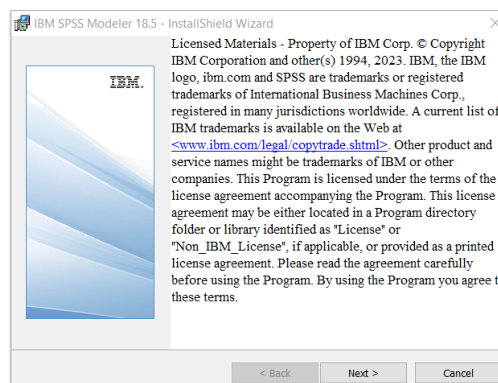 IBM SPSS Modeler 18.5 - InstallShield Wizard
Licensed Materials - Property of IBM Corp. © Copyright
IBM Corporation and other(s) 1994, 2023. IBM, the IBM
logo, ibm.com and SPSS are trademarks or registered
trademarks of International Business Machines Corp.,
registered in many jurisdictions worldwide. A current list of
IBM trademarks is available on the Web at
<www.ibm.com/legal/copytrade.shtml>. Other product and
service names might be trademarks of IBM or other
companies. This Program is licensed under the terms of the
license agreement accompanying the Program. This license
agreement may be either located in a Program directory
folder or library identified as "License" or
"Non_IBM_License", if applicable, or provided as a printed
license agreement. Please read the agreement carefully
before using the Program. By using the Program you agree t
these terms.
IBM.
< Back
Next >
Cancel